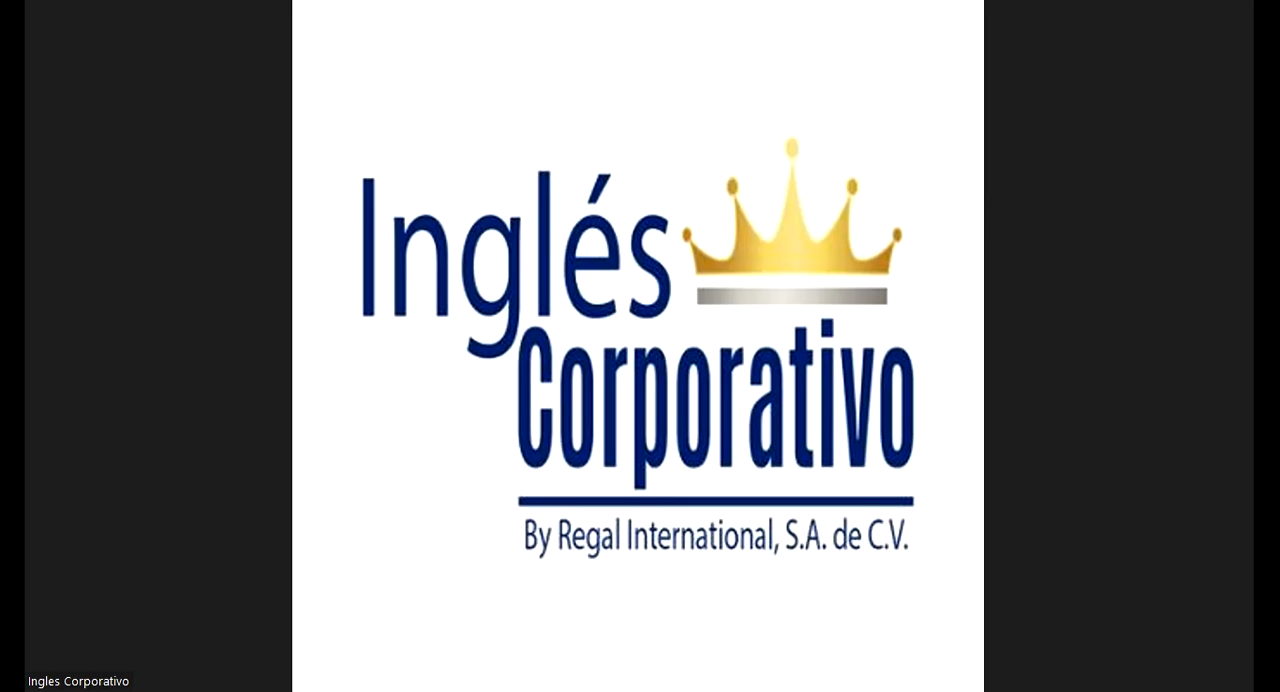 Inglés
Corporativo
By Regal International, S.A. de C.V.
Ingles Corporativo